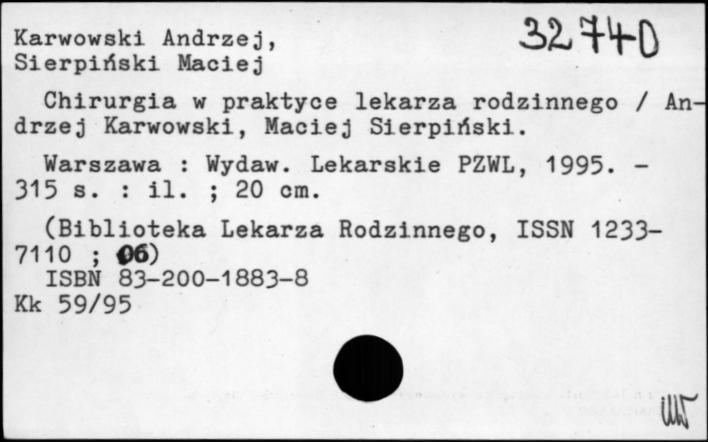 32740
Karwowski Andrzej,
Sierpiński Maciej
Chirurgia w praktyce lekarza rodzinnego / An-
drzej Karwowski, Maciej Sierpiński.
Warszawa : Wydaw. Lekarskie PZWL, 1995. -
315 s. : il. ; 20 cm.
(Biblioteka Lekarza Rodzinnego, ISSN 1233-
7110 ; 06)
ISBN 83-200-1883-8
Kk 59/95